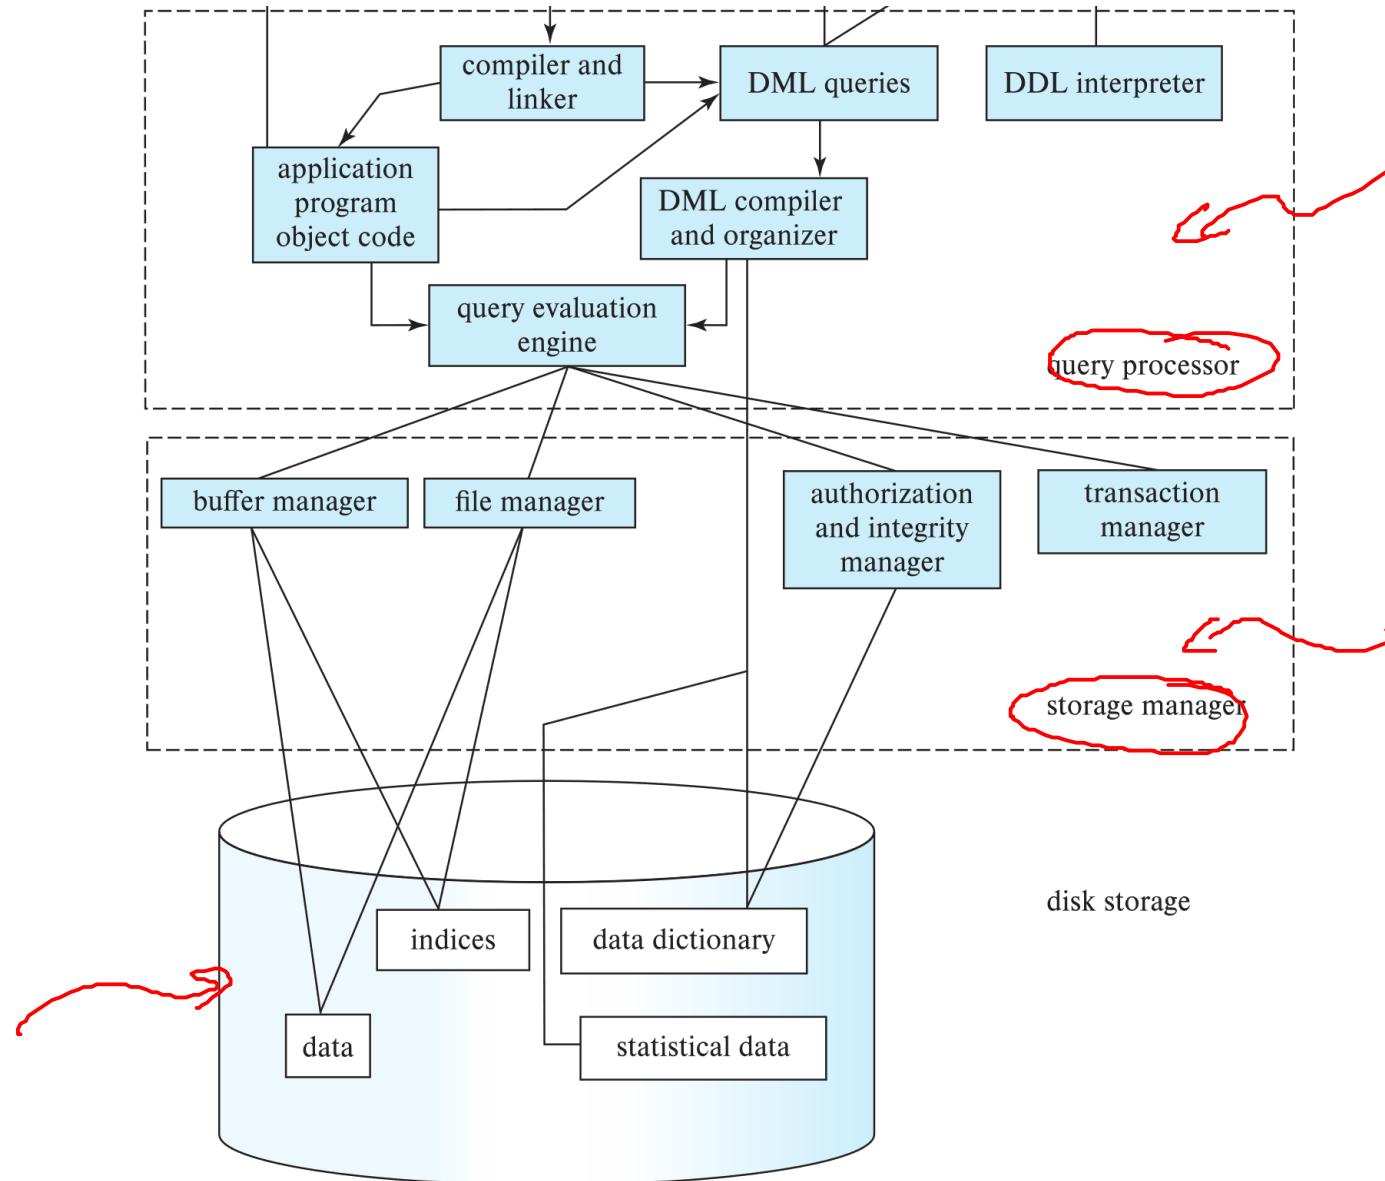 compiler and
linker
DML queries
DDL interpreter
application
program
object code
DML compiler
and organizer
query evaluation
engine
query processor
buffer manager
file manager
authorization
and integrity
manager
transaction
manager
storage manager
disk storage
indices
data dictionary
data
statistical data